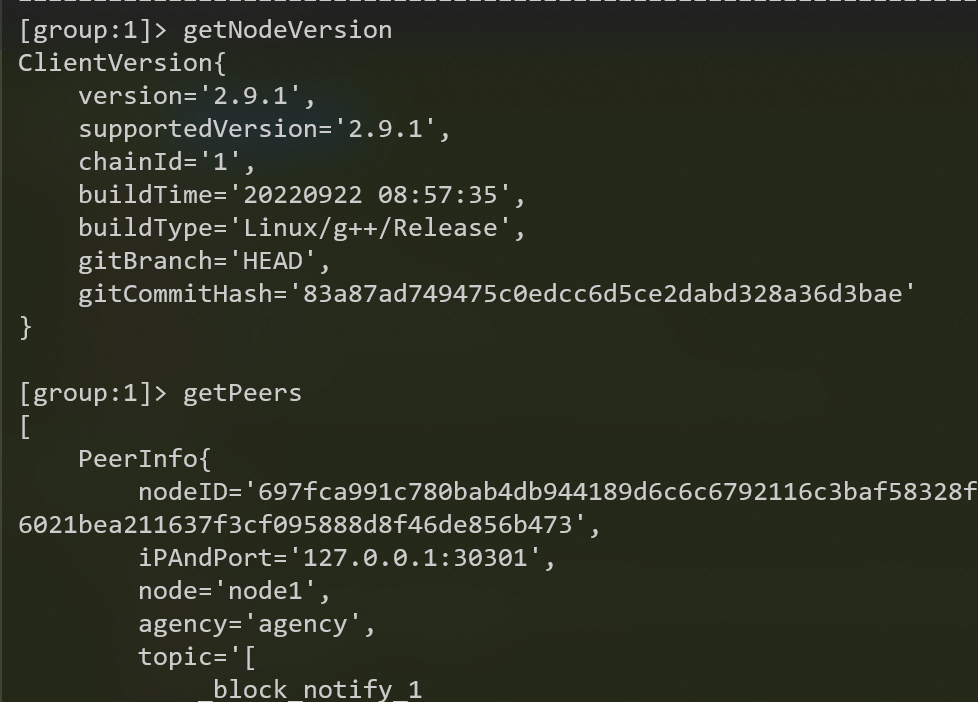 [group:1]> getNodeVersion
ClientVersion{
    version='2.9.1',
    supportedVersion='2.9.1',
    chainId='1',
    buildTime='20220922 08:57:35',
    buildType='Linux/g++/Release',
    gitBranch='HEAD',
    gitCommitHash='83a87ad749475c0edcc6d5ce2dabd328a36d3bae'
}
[group:1]> getPeers
[
    PeerInfo{
        nodeID='697fca991c780bab4db944189d6c6c6792116c3baf58328f
6021bea211637f3cf095888d8f46de856b473',
        iPAndPort='127.0.0.1:30301',
        node='node1',
        agency='agency',
        topic='[
            _block_notify_1